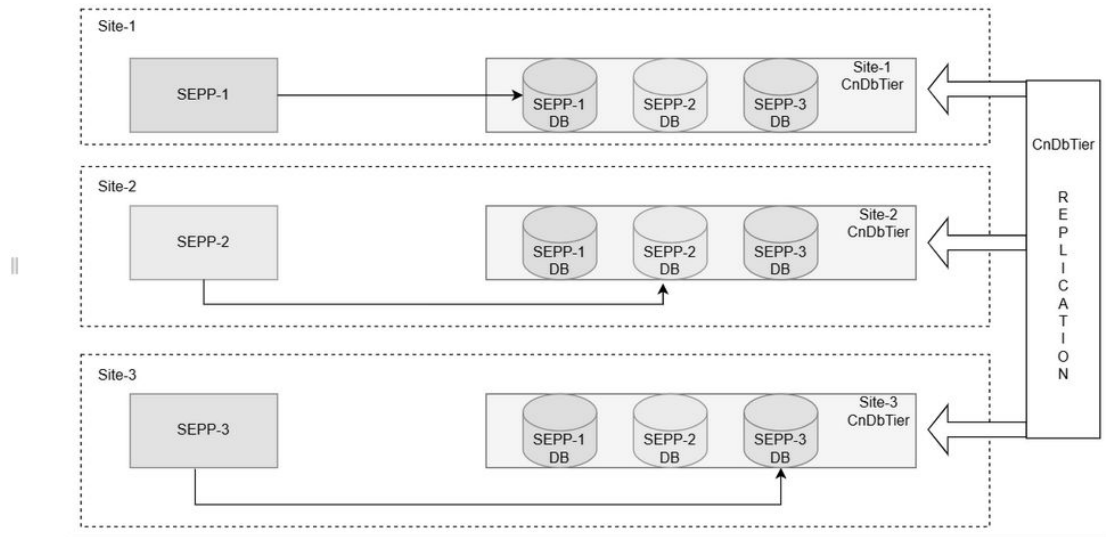 Site-1
SEPP-1
SEPP-1
DB
SEPP-2
DB
SEPP-3
DB
Site-1
CnDbTier
Site-2
SEPP-2
SEPP-1
DB
SEPP-2
DB
SEPP-3
DB
Site-2
CnDbTier
Site-3
SEPP-3
SEPP-1
DB
SEPP-2
DB
SEPP-3
DB
Site-3
CnDbTier
CnDbTier
R
E
P
L
I
C
A
T
I
O
N